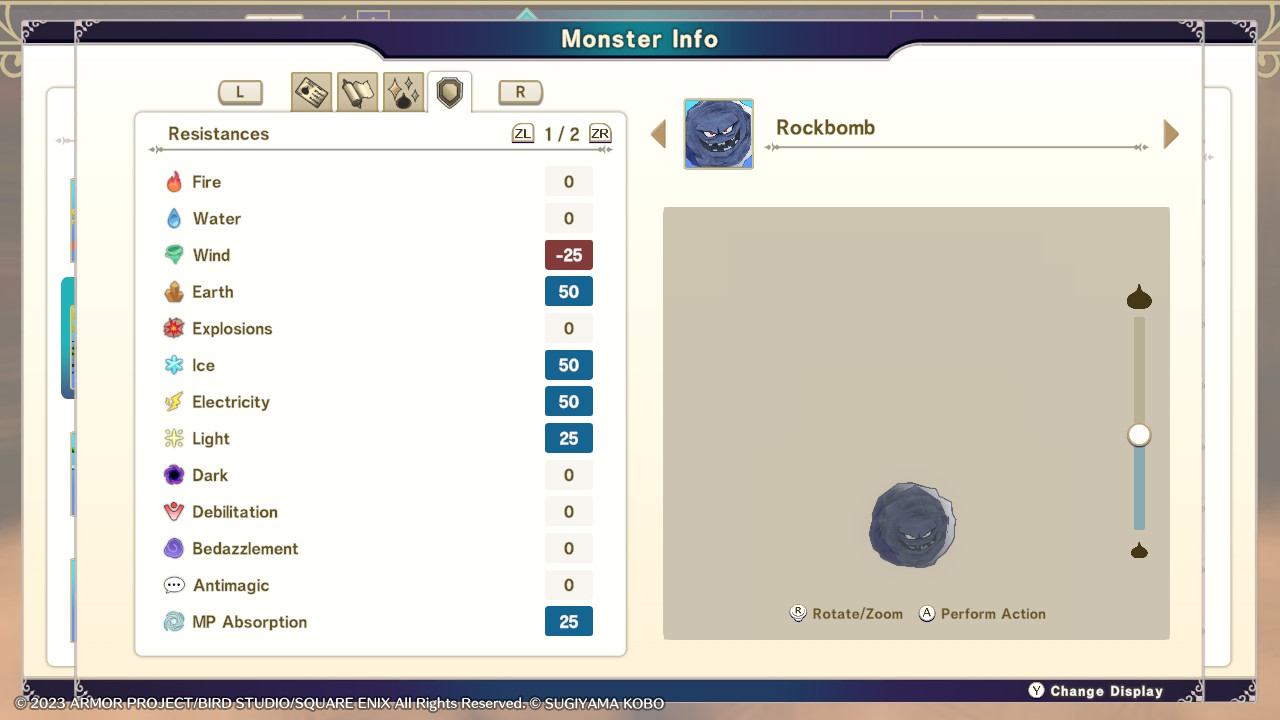 Monster Info
L
R
Resistances ZL 1 / 2 ZR
Rockbomb
Fire 0
Water 0
Wind -25
Earth 50
Explosions 0
Ice 50
Electricity 50
Light 25
Dark 0
Debilitation 0
Bedazzlement 0
Antimagic 0
MP Absorption 25
R Rotate/Zoom A Perform Action
Y Change Display
© 2023 ARMOR PROJECT/BIRD STUDIO/SQUARE ENIX All Rights Reserved. © SUGIYAMA KOBO